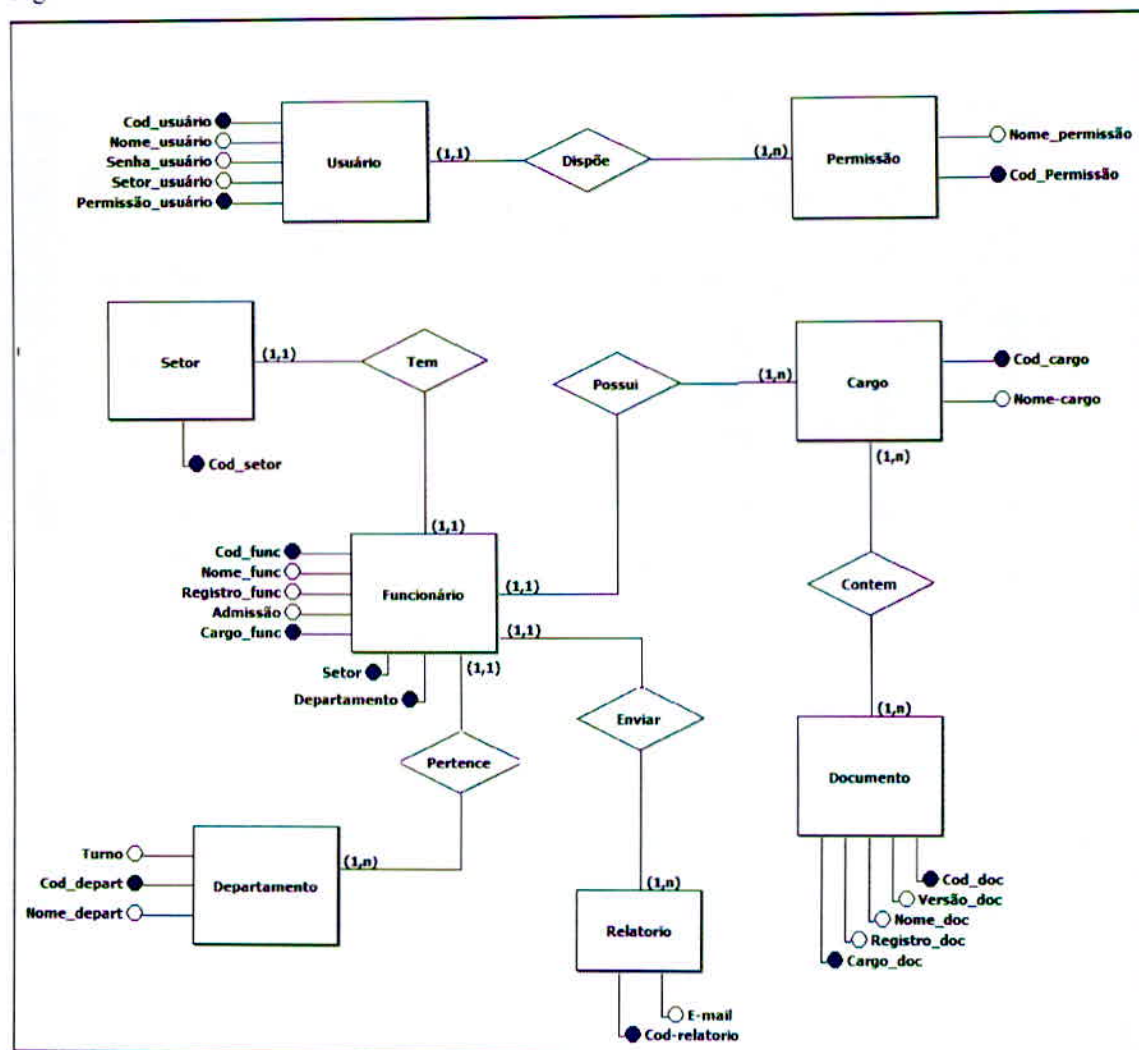 Cod_usuário
Nome_usuário
Senha_usuário
Setor_usuário
Permissão_usuário
Usuário
(1,1)
Dispõe
(1,n)
Permissão
Nome_permissão
Cod_Permissão
Setor
(1,1)
Tem
Cod_setor
(1,1)
Possui
(1,n)
Cargo
Cod_cargo
Nome-cargo
(1,n)
Cod_func
Nome_func
Registro_func
Admissão
Cargo_func
Funcionário
(1,1)
(1,1)
(1,1)
Setor
Departamento
Contem
Enviar
Pertence
(1,n)
Documento
Turno
Cod_depart
Nome_depart
Departamento
(1,n)
(1,n)
Relatorio
Cod_doc
Versão_doc
Nome_doc
Registro_doc
Cargo_doc
E-mail
Cod-relatorio